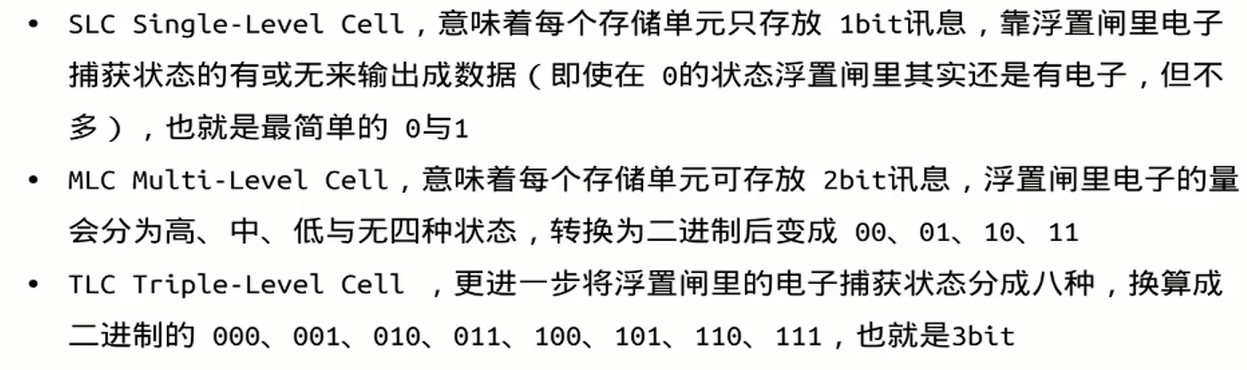 • SLC Single-Level Cell，意味着每个存储单元只存放 1bit讯息，靠浮置闸里电子
捕获状态的有或无来输出成数据（即使在 0的状态浮置闸里其实还是有电子，但不
多），也就是最简单的 0与1
• MLC Multi-Level Cell，意味着每个存储单元可存放 2bit讯息，浮置闸里电子的量
会分为高、中、低与无四种状态，转换为二进制后变成 00、01、10、11
• TLC Triple-Level Cell ，更进一步将浮置闸里的电子捕获状态分成八种，换算成
二进制的 000、001、010、011、100、101、110、111，也就是3bit